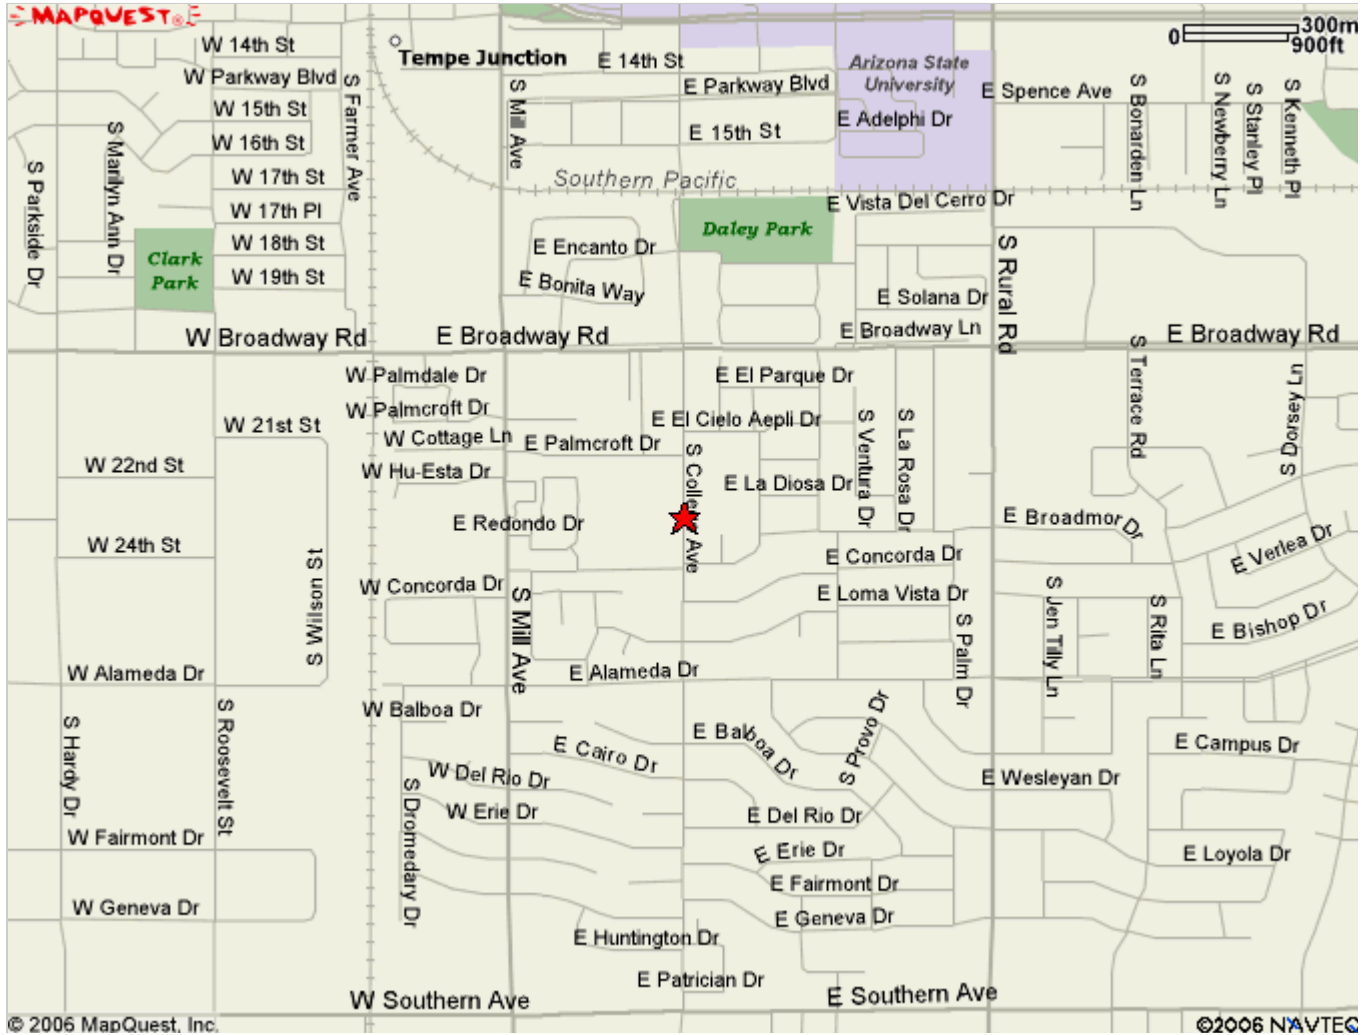 MAPQUEST®
300m
0
900ft
W 14th St
Tempe Junction
E 14th St
Arizona State
University
W Parkway Blvd
E Parkway Blvd
E Spence Ave
W 15th St
E Adelphi Dr
W 16th St
E 15th St
S Parkside Dr
S Marilyn Ann Dr
S Farmer Ave
S Mill Ave
S Bonarden Ln
S Newberry Ln
S Stanley Pl
S Kenneth Pl
W 17th St
Southern Pacific
E Vista Del Cerro Dr
W 17th Pl
Daley Park
W 18th St
E Encanto Dr
Clark
Park
W 19th St
E Bonita Way
E Solana Dr
S Rural Rd
W Broadway Rd
E Broadway Rd
E Broadway Ln
E Broadway Rd
W Palmdale Dr
E El Parque Dr
S Terrace Rd
S Dorsey Ln
W Palmcroft Dr
E El Cielo Aepli Dr
W 21st St
W Cottage Ln
E Palmcroft Dr
S Ventura Dr
S La Rosa Dr
W 22nd St
W Hu-Esta Dr
S College Ave
E La Diosa Dr
E Redondo Dr
E Broadmor Dr
W 24th St
E Verlea Dr
S Wilson St
W Concorda Dr
E Concorda Dr
E Loma Vista Dr
S Mill Ave
S Jen Tilly Ln
S Rita Ln
E Bishop Dr
S Palm Dr
W Alameda Dr
E Alameda Dr
W Balboa Dr
S Hardy Dr
S Roosevelt St
E Cairo Dr
E Balboa Dr
S Provo Dr
E Campus Dr
W Del Rio Dr
E Wesleyan Dr
S Dromedary Dr
W Erie Dr
E Del Rio Dr
W Fairmont Dr
E Erie Dr
E Loyola Dr
E Fairmont Dr
W Geneva Dr
E Geneva Dr
E Huntington Dr
E Patrician Dr
W Southern Ave
E Southern Ave
© 2006 MapQuest, Inc.
©2006 NAVTEQ